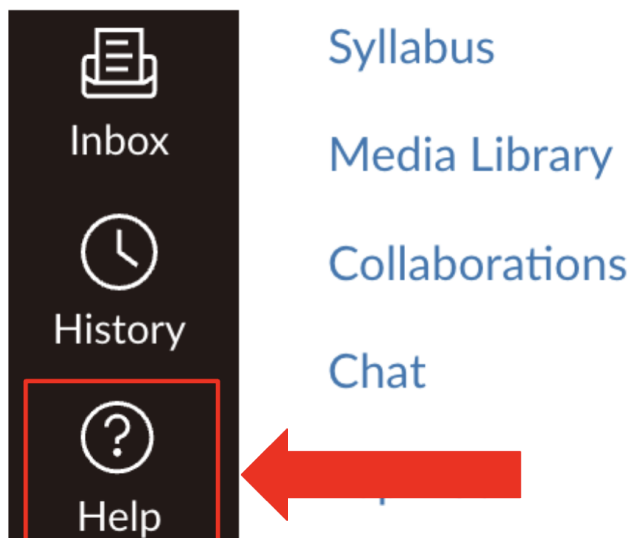 Inbox
History
Help
Syllabus
Media Library
Collaborations
Chat